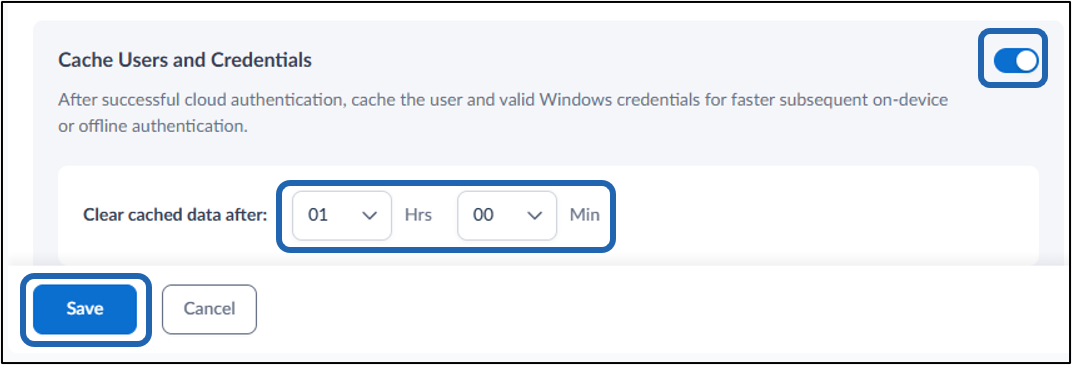 Cache Users and Credentials
After successful cloud authentication, cache the user and valid Windows credentials for faster subsequent on-device
or offline authentication.
Clear cached data after: 01 Hrs 00 Min
Save Cancel